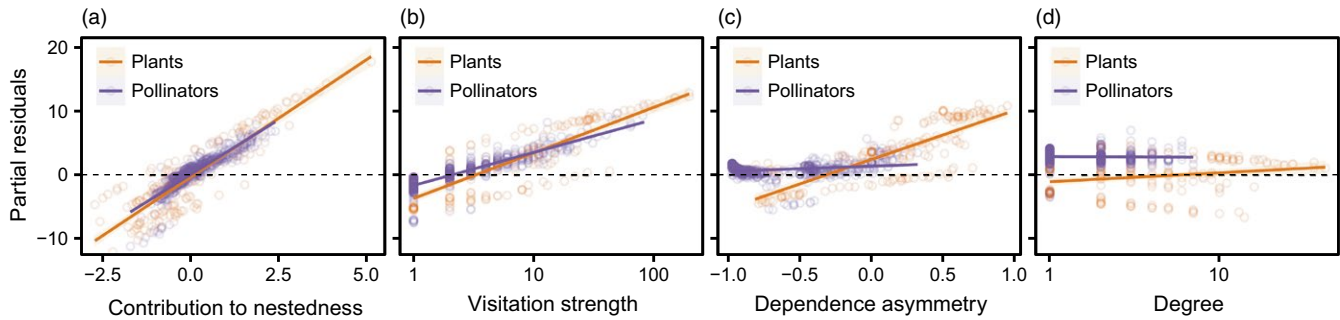 (a)
(b)
(c)
(d)
Partial residuals
20
10
0
−10
Plants
Pollinators
−2.5 0.0 2.5 5.0
Contribution to nestedness
Plants
Pollinators
1 10 100
Visitation strength
Plants
Pollinators
−1.0 −0.5 0.0 0.5 1.0
Dependence asymmetry
Plants
Pollinators
1 10
Degree